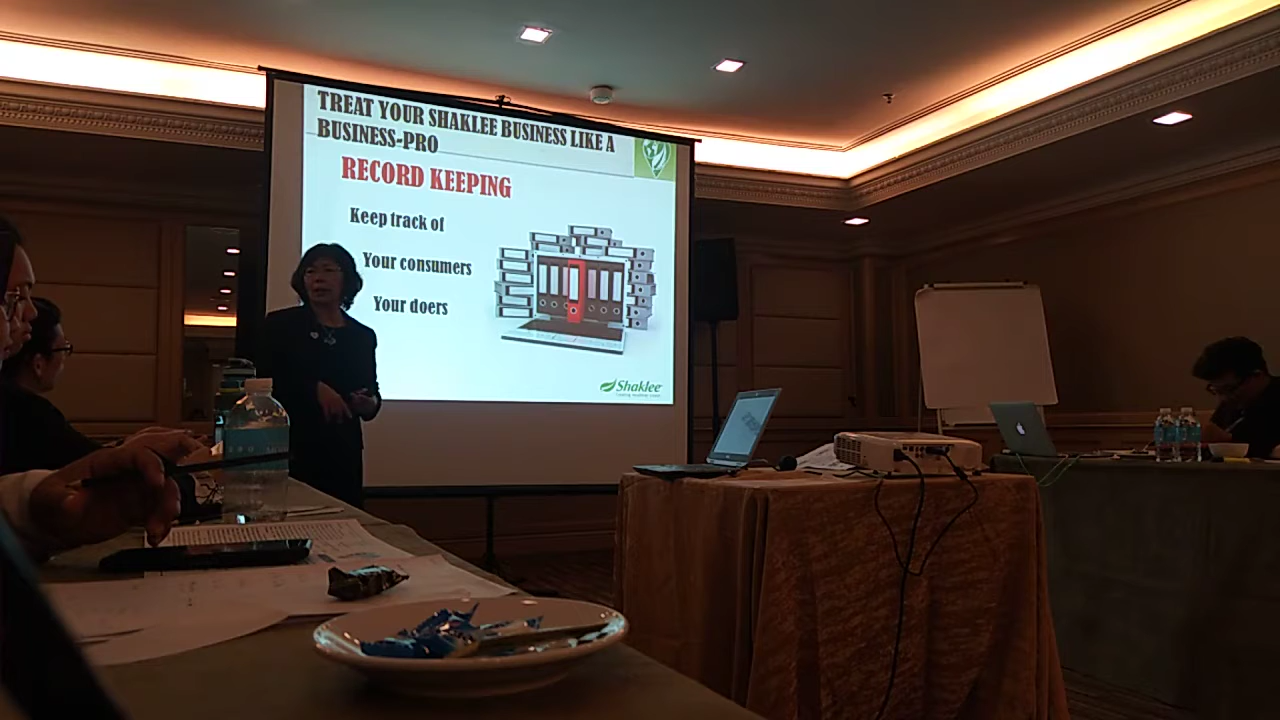 TREAT YOUR SHAKLEE BUSINESS LIKE A
BUSINESS-PRO
RECORD KEEPING
Keep track of
Your consumers
Your doers
Shaklee